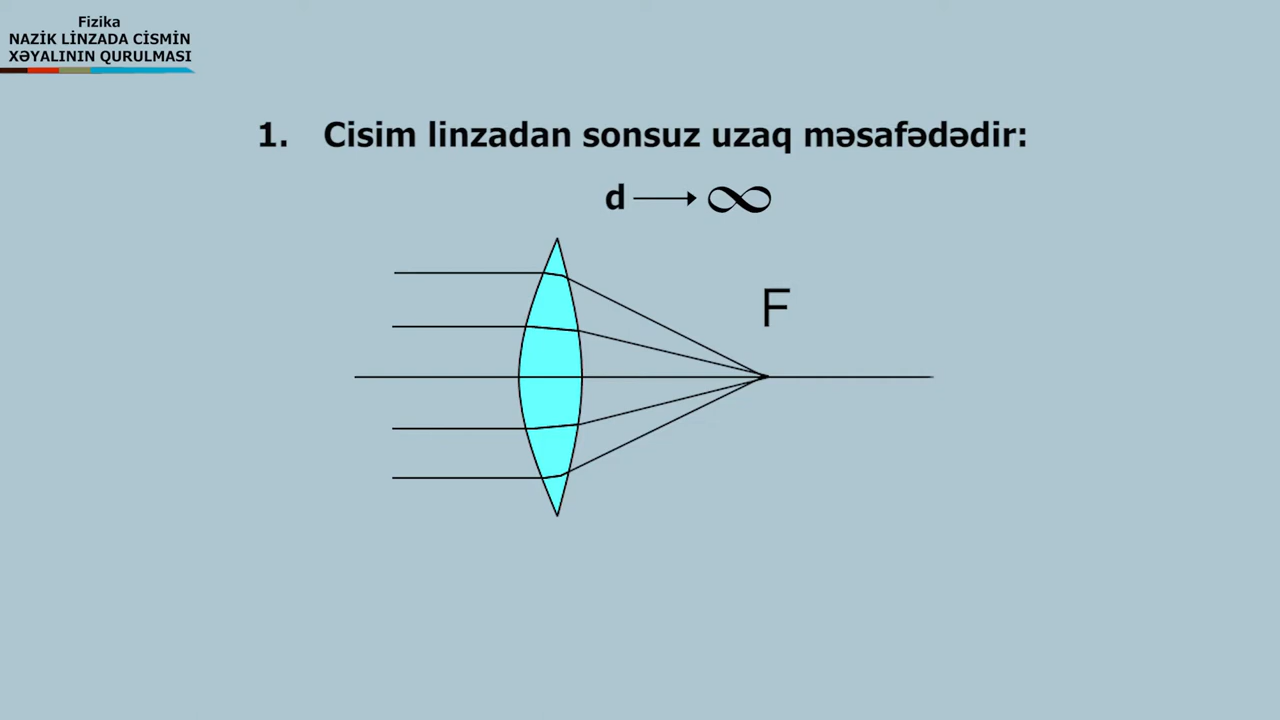 Fizika
NAZİK LİNZADA CİSMİN
XƏYALININ QURULMASI
1. Cisim linzadan sonsuz uzaq məsafədədir:
d → ∞
F